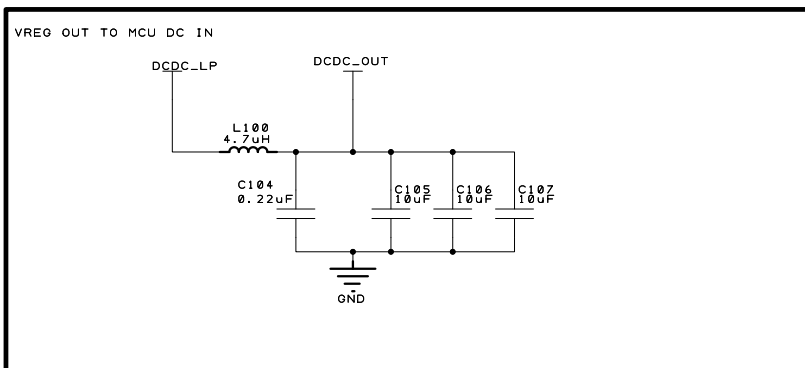 VREG OUT TO MCU DC IN
DCDC_LP
DCDC_OUT
L100
4.7uH
C104
0.22uF
C105
10uF
C106
10uF
C107
10uF
GND